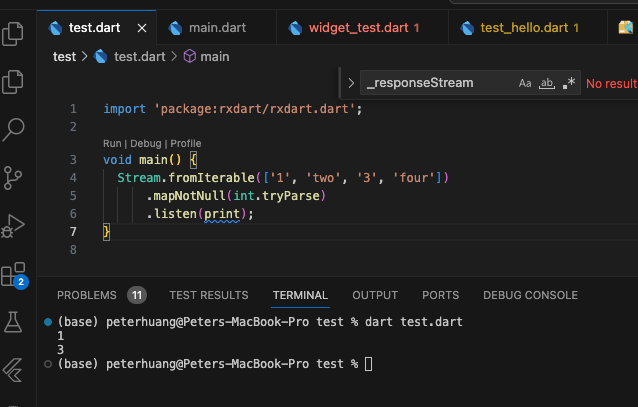 test.dart main.dart widget_test.dart 1 test_hello.dart 1
test > test.dart > main
_responseStream Aa ab .* No result
1 import 'package:rxdart/rxdart.dart';
2
Run | Debug | Profile
3 void main() {
4 Stream.fromIterable(['1', 'two', '3', 'four'])
5 .mapNotNull(int.tryParse)
6 .listen(print);
7 }
8
2
PROBLEMS 11 TEST RESULTS TERMINAL OUTPUT PORTS DEBUG CONSOLE
(base) peterhuang@Peters-MacBook-Pro test % dart test.dart
1
3
(base) peterhuang@Peters-MacBook-Pro test %